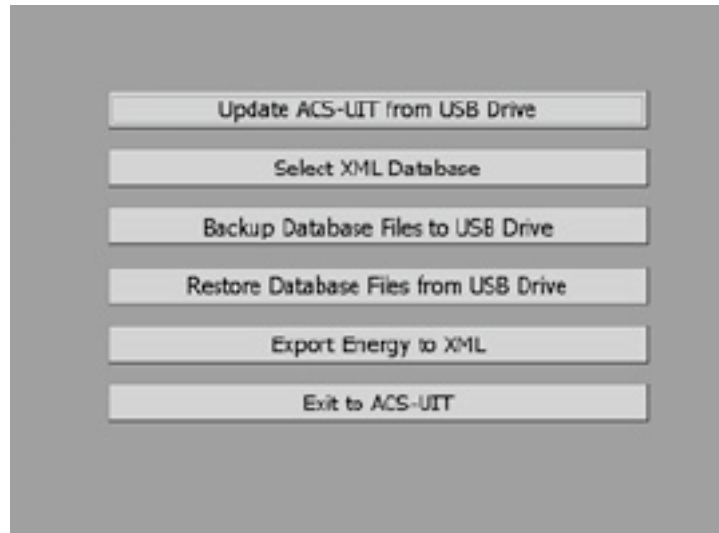 Update ACS-UIT from USB Drive
Select XML Database
Backup Database Files to USB Drive
Restore Database Files from USB Drive
Export Energy to XML
Exit to ACS-UIT